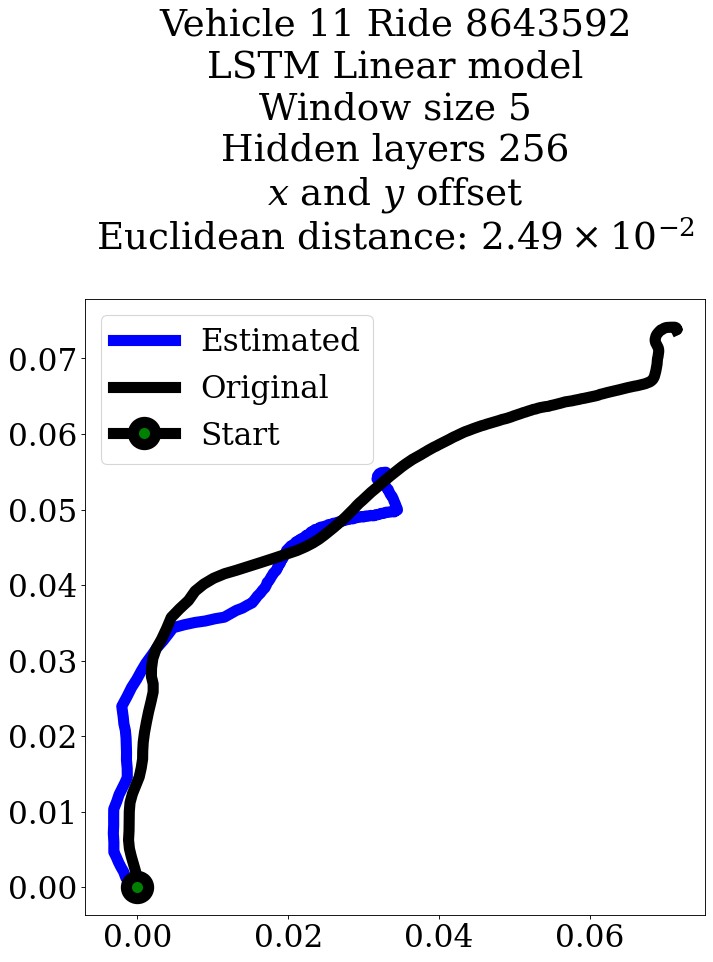 Vehicle 11 Ride 8643592
LSTM Linear model
Window size 5
Hidden layers 256
x and y offset
Euclidean distance: 2.49 × 10⁻²
Estimated
Original
Start
0.07
0.06
0.05
0.04
0.03
0.02
0.01
0.00
0.00 0.02 0.04 0.06